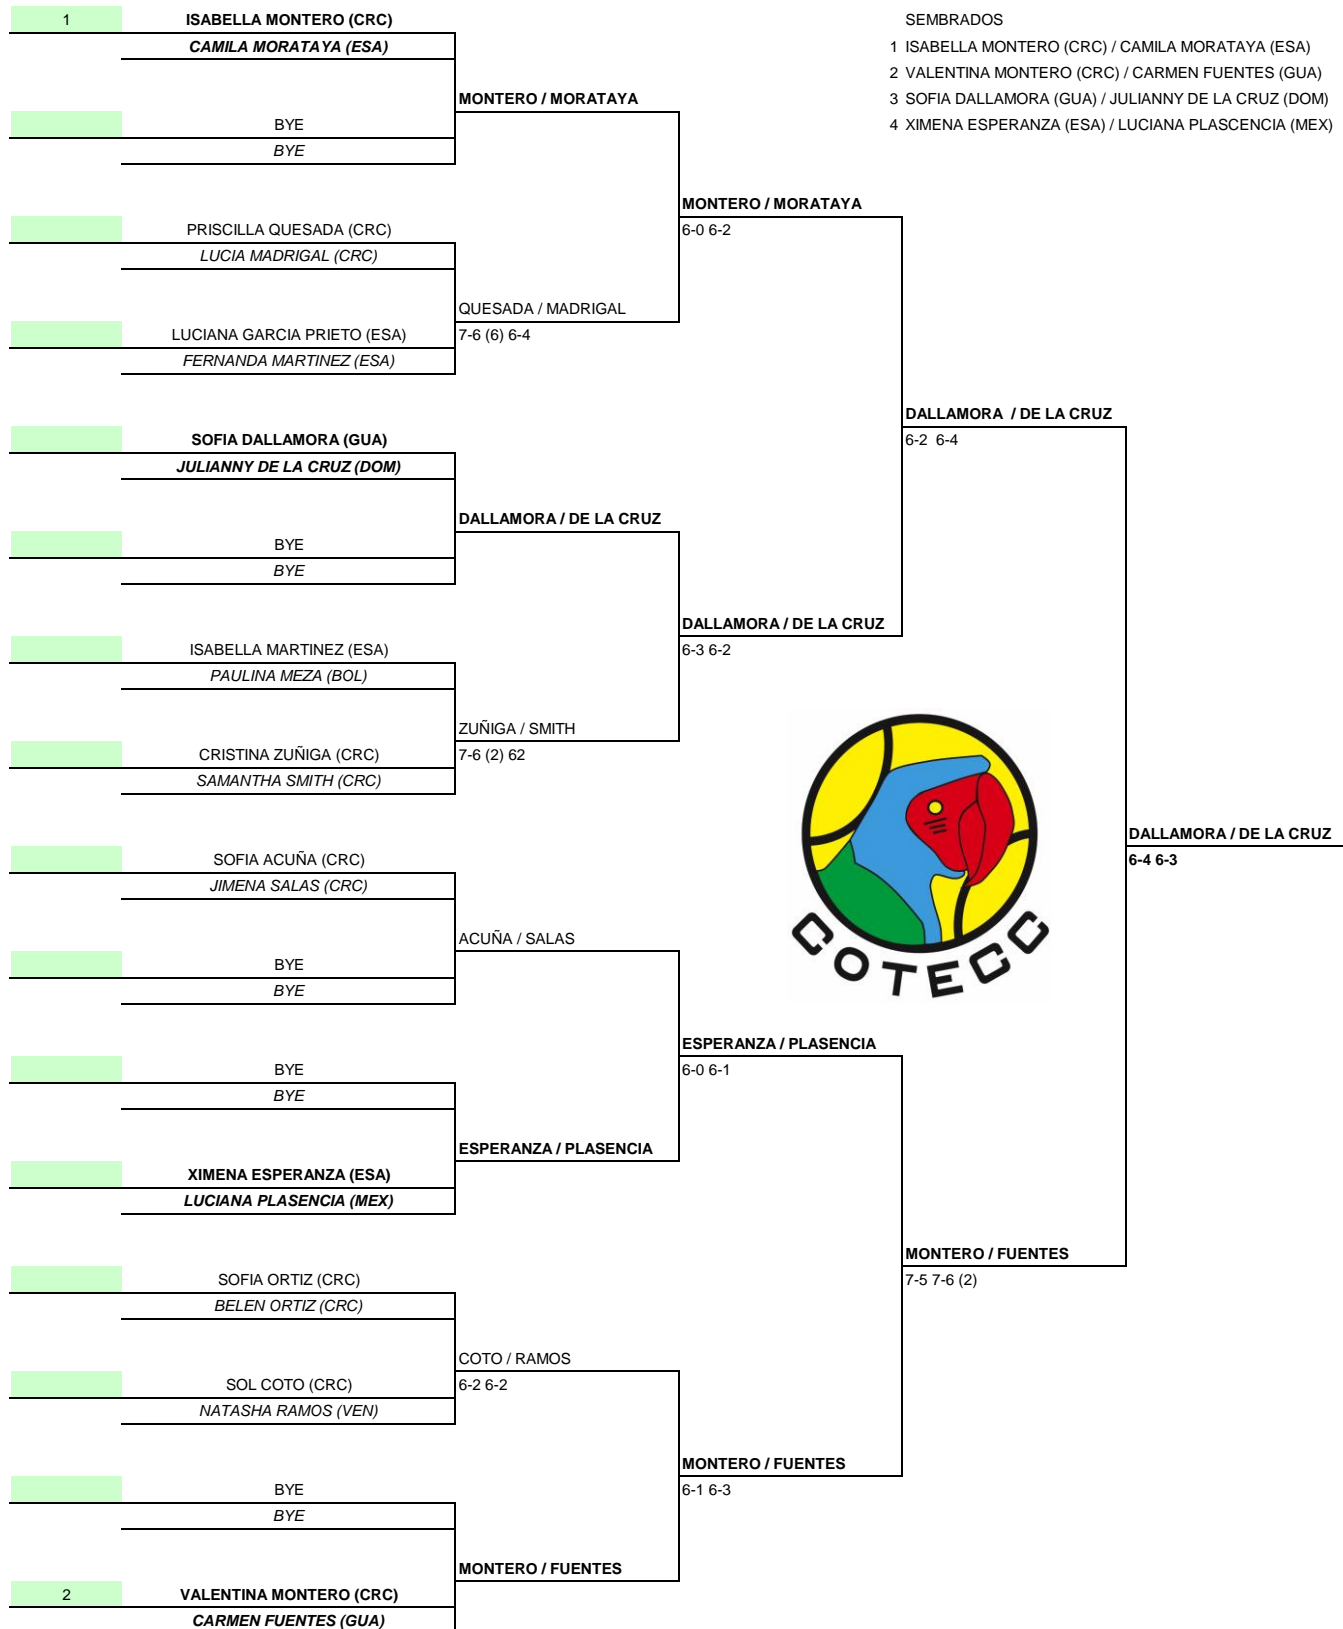 1 ISABELLA MONTERO (CRC)
CAMILA MORATAYA (ESA)
SEMBRADOS
1 ISABELLA MONTERO (CRC) / CAMILA MORATAYA (ESA)
2 VALENTINA MONTERO (CRC) / CARMEN FUENTES (GUA)
3 SOFIA DALLAMORA (GUA) / JULIANNY DE LA CRUZ (DOM)
4 XIMENA ESPERANZA (ESA) / LUCIANA PLASCENCIA (MEX)
MONTERO / MORATAYA
BYE
BYE
MONTERO / MORATAYA
6-0 6-2
PRISCILLA QUESADA (CRC)
LUCIA MADRIGAL (CRC)
QUESADA / MADRIGAL
7-6 (6) 6-4
LUCIANA GARCIA PRIETO (ESA)
FERNANDA MARTINEZ (ESA)
DALLAMORA / DE LA CRUZ
6-2 6-4
SOFIA DALLAMORA (GUA)
JULIANNY DE LA CRUZ (DOM)
DALLAMORA / DE LA CRUZ
BYE
BYE
DALLAMORA / DE LA CRUZ
6-3 6-2
ISABELLA MARTINEZ (ESA)
PAULINA MEZA (BOL)
ZUÑIGA / SMITH
7-6 (2) 62
CRISTINA ZUÑIGA (CRC)
SAMANTHA SMITH (CRC)
DALLAMORA / DE LA CRUZ
6-4 6-3
SOFIA ACUÑA (CRC)
JIMENA SALAS (CRC)
ACUÑA / SALAS
COTECC
BYE
BYE
ESPERANZA / PLASENCIA
6-0 6-1
BYE
BYE
ESPERANZA / PLASENCIA
XIMENA ESPERANZA (ESA)
LUCIANA PLASENCIA (MEX)
MONTERO / FUENTES
7-5 7-6 (2)
SOFIA ORTIZ (CRC)
BELEN ORTIZ (CRC)
COTO / RAMOS
6-2 6-2
SOL COTO (CRC)
NATASHA RAMOS (VEN)
MONTERO / FUENTES
6-1 6-3
BYE
BYE
MONTERO / FUENTES
2 VALENTINA MONTERO (CRC)
CARMEN FUENTES (GUA)